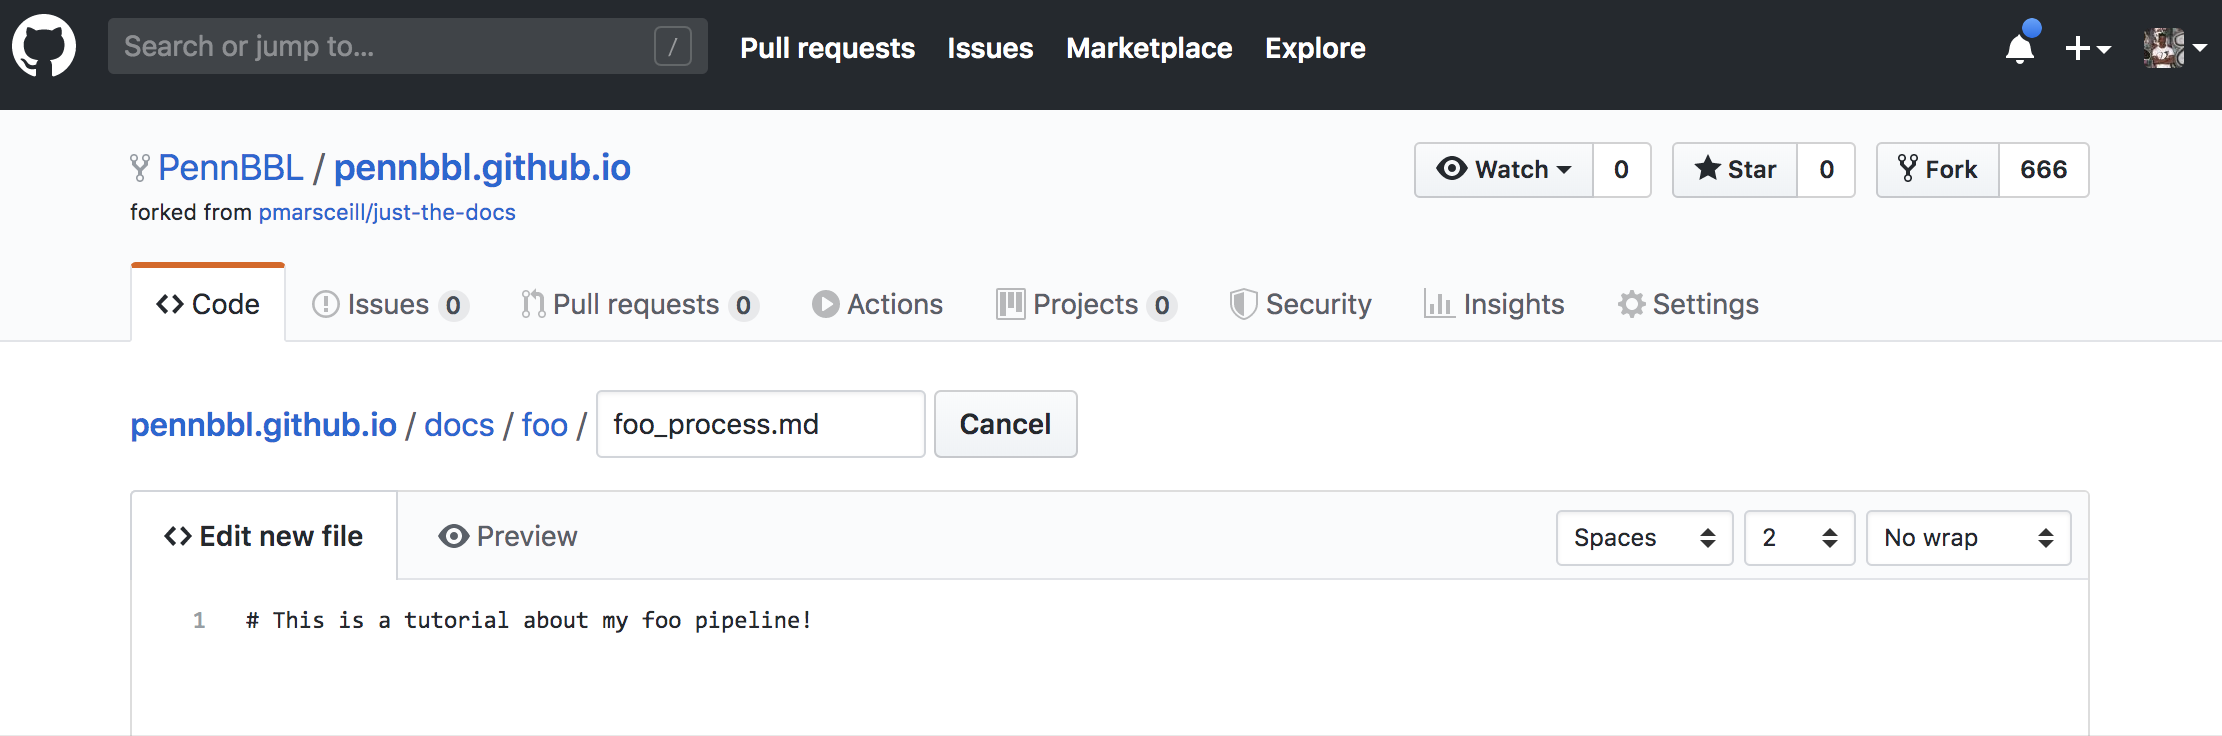 Search or jump to... /
Pull requests Issues Marketplace Explore
PennBBL / pennbbl.github.io
Watch 0 Star 0 Fork 666
forked from pmarsceill/just-the-docs
Code Issues 0 Pull requests 0 Actions Projects 0 Security Insights Settings
pennbbl.github.io / docs / foo / foo_process.md Cancel
Edit new file Preview Spaces 2 No wrap
1 # This is a tutorial about my foo pipeline!